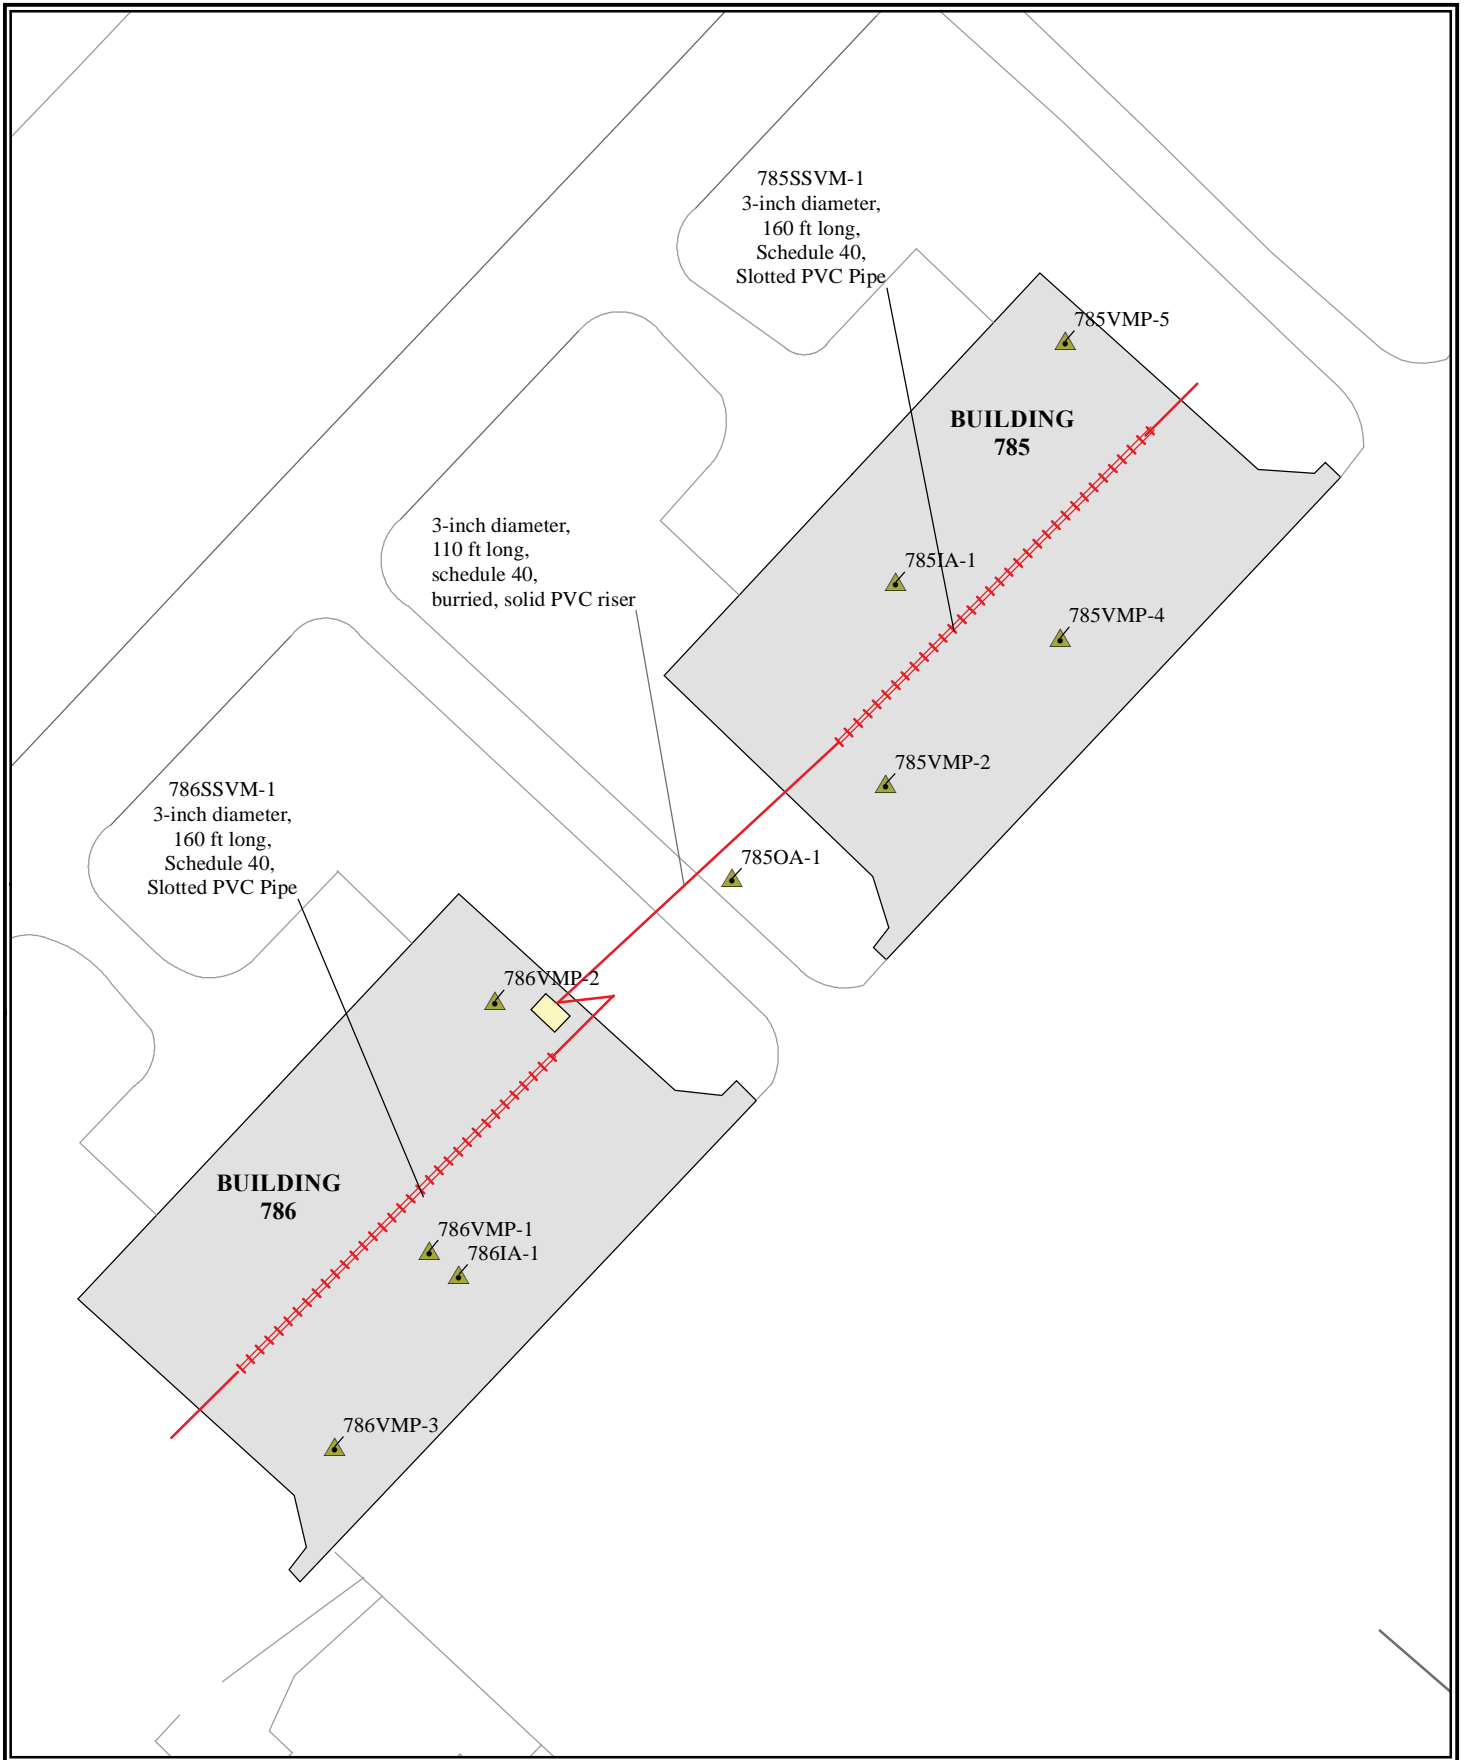 785SSVM-1
3-inch diameter,
160 ft long,
Schedule 40,
Slotted PVC Pipe
785VMP-5
BUILDING
785
3-inch diameter,
110 ft long,
schedule 40,
burried, solid PVC riser
785IA-1
785VMP-4
785VMP-2
785OA-1
786SSVM-1
3-inch diameter,
160 ft long,
Schedule 40,
Slotted PVC Pipe
786VMP-2
BUILDING
786
786VMP-1
786IA-1
786VMP-3